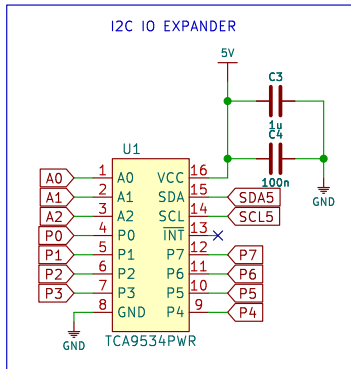 I2C IO EXPANDER
5V
C3
1u
C4
100n
GND
U1
A0 1 A0 VCC 16
A1 2 A1 SDA 15 SDA5
A2 3 A2 SCL 14 SCL5
P0 4 P0 INT 13
P1 5 P1 P7 12 P7
P2 6 P2 P6 11 P6
P3 7 P3 P5 10 P5
8 GND P4 9 P4
GND
TCA9534PWR